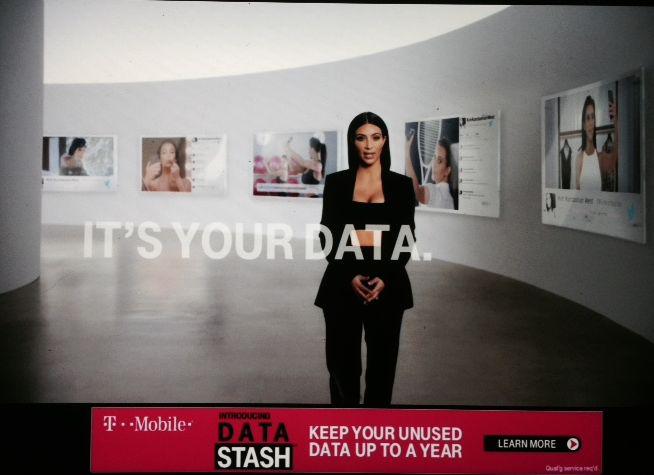 IT'S YOUR DATA.
T··Mobile·
INTRODUCING
DATA
STASH
KEEP YOUR UNUSED
DATA UP TO A YEAR
LEARN MORE
Qual'g service req'd